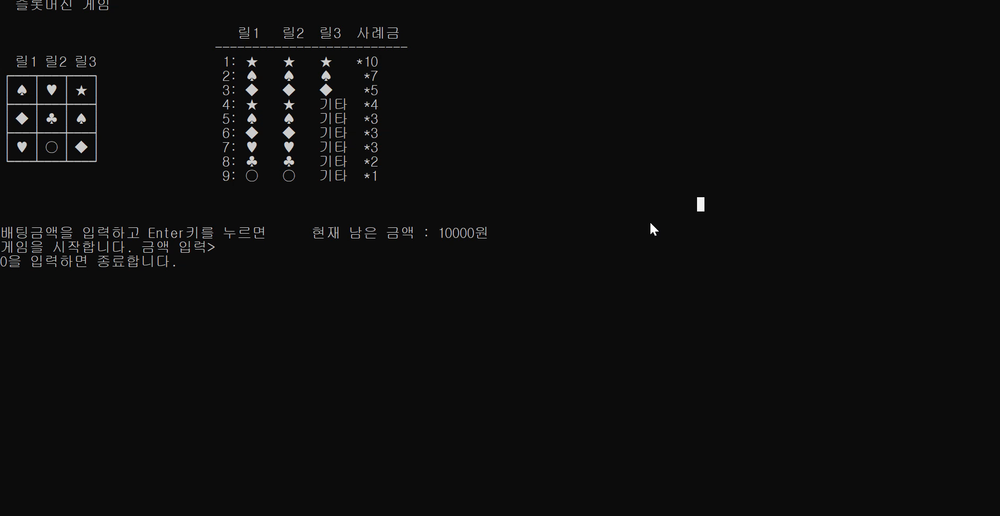 슬롯머신 게임
릴1 릴2 릴3 사례금
--------------------------
릴1 릴2 릴3
♠ ♥ ★
◆ ♣ ♠
♥ ○ ◆
1: ★ ★ ★ *10
2: ♠ ♠ ♠ *7
3: ◆ ◆ ◆ *5
4: ★ ★ 기타 *4
5: ♠ ♠ 기타 *3
6: ◆ ◆ 기타 *3
7: ♥ ♥ 기타 *3
8: ♣ ♣ 기타 *2
9: ○ ○ 기타 *1
배팅금액을 입력하고 Enter키를 누르면 현재 남은 금액 : 10000원
게임을 시작합니다. 금액 입력>
0을 입력하면 종료합니다.